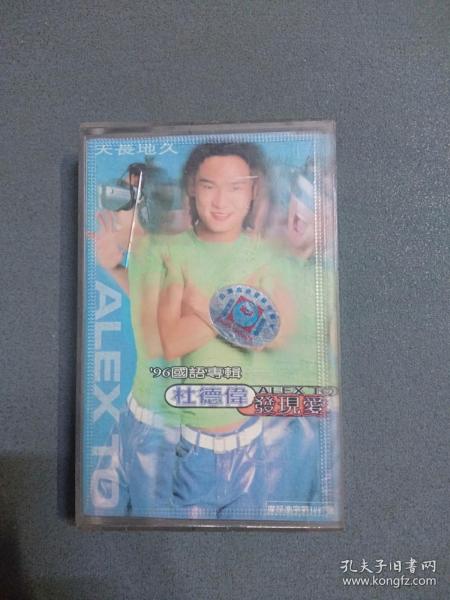 天長地久
ALEX TO
'96國語專輯
杜德偉
ALEX TO
發現愛
孔夫子旧书网
www.kongfz.com